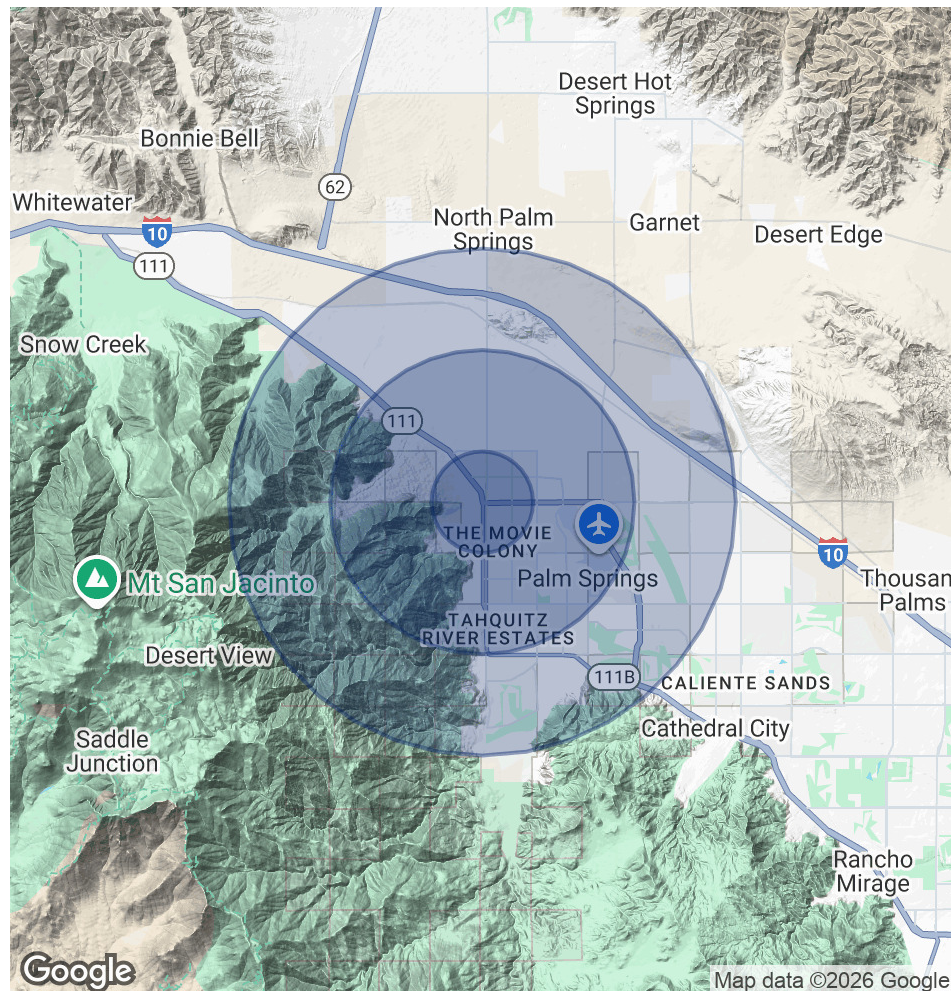 Desert Hot
Springs
Bonnie Bell
62
Whitewater
10
North Palm
Springs
Garnet
Desert Edge
111
Snow Creek
111
THE MOVIE
COLONY
10
Palm Springs
Mt San Jacinto
Thousan
Palms
TAHQUITZ
RIVER ESTATES
Desert View
111B
CALIENTE SANDS
Cathedral City
Saddle
Junction
Rancho
Mirage
Google
Map data ©2026 Google